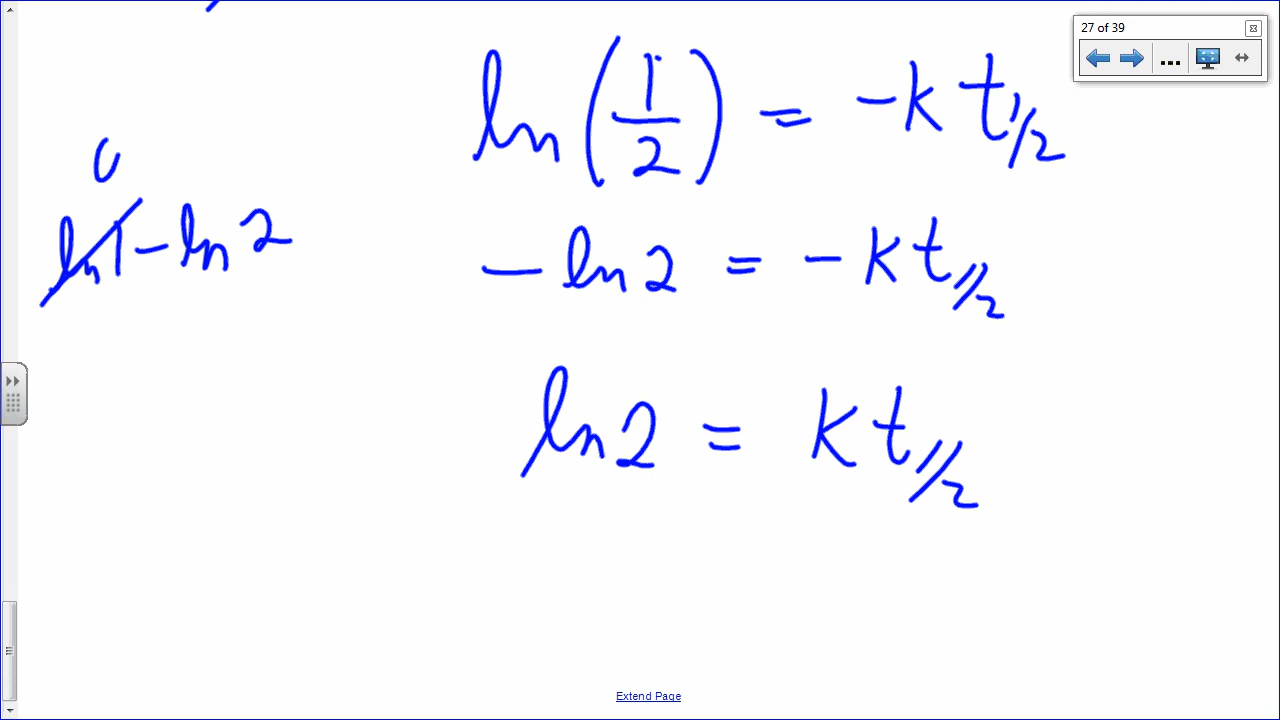 27 of 39
...
ln(1/2) = -k t1/2
0
ln1 - ln 2
- ln 2 = - k t1/2
ln 2 = k t1/2
Extend Page